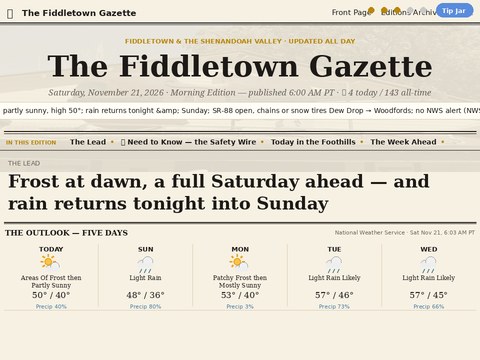 The Fiddletown Gazette
Front Page Editions Archiv
Tip Jar
FIDDLETOWN & THE SHENANDOAH VALLEY · UPDATED ALL DAY
The Fiddletown Gazette
Saturday, November 21, 2026 · Morning Edition — published 6:00 AM PT · 4 today / 143 all-time
partly sunny, high 50°; rain returns tonight &amp; Sunday; SR-88 open, chains or snow tires Dew Drop → Woodfords; no NWS alert (NWS
IN THIS EDITION The Lead • Need to Know — the Safety Wire • Today in the Foothills • The Week Ahead •
THE LEAD
Frost at dawn, a full Saturday ahead — and
rain returns tonight into Sunday
THE OUTLOOK — FIVE DAYS
National Weather Service · Sat Nov 21, 6:03 AM PT
TODAY SUN MON TUE WED
Areas Of Frost then Light Rain Patchy Frost then Light Rain Likely Light Rain Likely
Partly Sunny Mostly Sunny
50° / 40° 48° / 36° 53° / 40° 57° / 46° 57° / 45°
Precip 40% Precip 80% Precip 3% Precip 73% Precip 66%